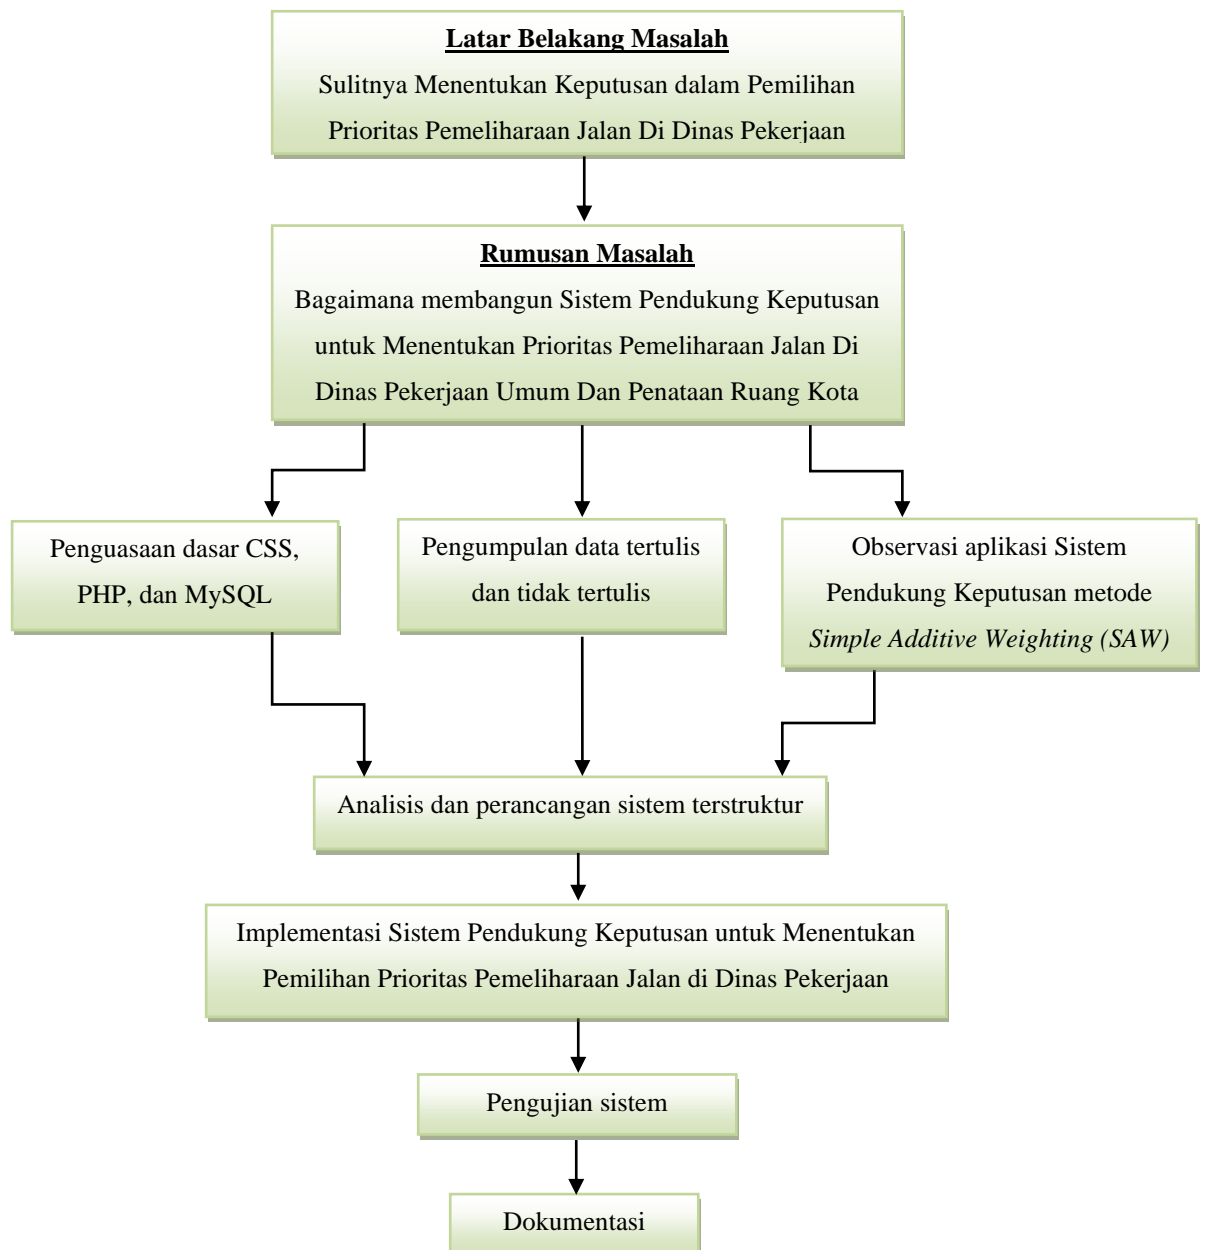 Latar Belakang Masalah
Sulitnya Menentukan Keputusan dalam Pemilihan
Prioritas Pemeliharaan Jalan Di Dinas Pekerjaan
Rumusan Masalah
Bagaimana membangun Sistem Pendukung Keputusan
untuk Menentukan Prioritas Pemeliharaan Jalan Di
Dinas Pekerjaan Umum Dan Penataan Ruang Kota
Penguasaan dasar CSS,
PHP, dan MySQL
Pengumpulan data tertulis
dan tidak tertulis
Observasi aplikasi Sistem
Pendukung Keputusan metode
Simple Additive Weighting (SAW)
Analisis dan perancangan sistem terstruktur
Implementasi Sistem Pendukung Keputusan untuk Menentukan
Pemilihan Prioritas Pemeliharaan Jalan di Dinas Pekerjaan
Pengujian sistem
Dokumentasi